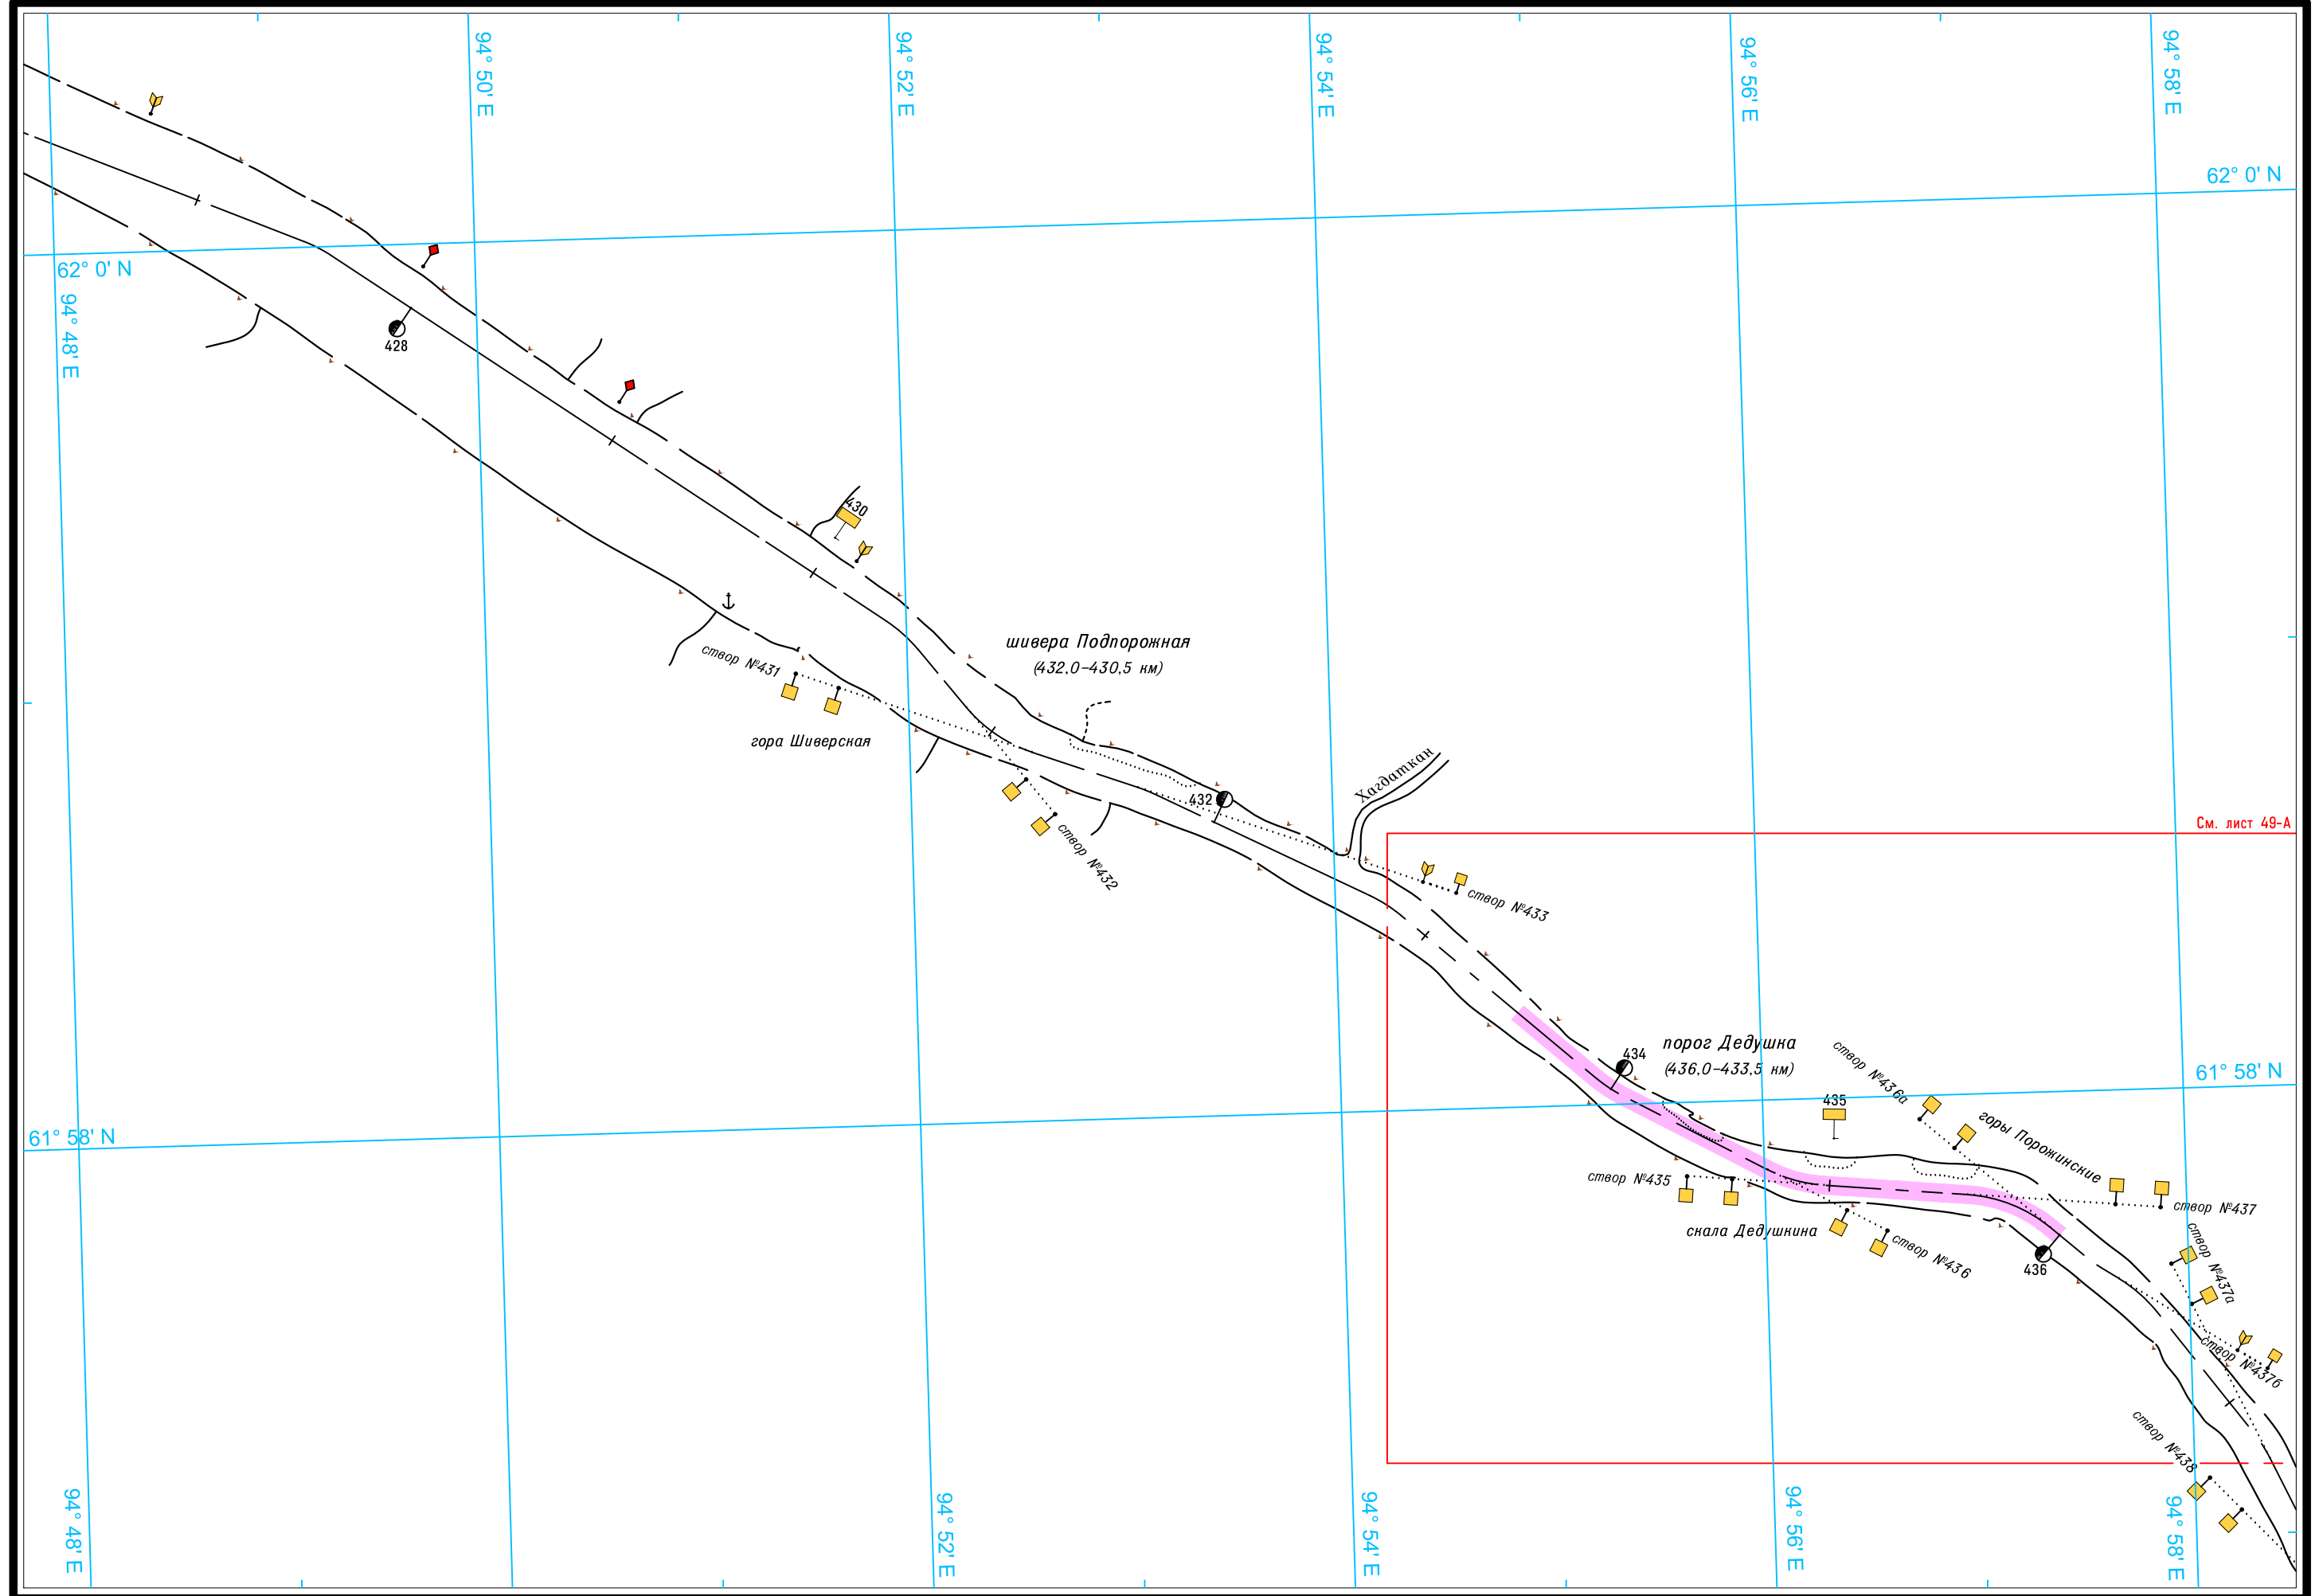 94° 50' E
94° 52' E
94° 54' E
94° 56' E
94° 58' E
62° 0' N
62° 0' N
94° 48' E
428
430
шивера Подпорожная
(432,0-430,5 км)
створ №431
гора Шиверская
432
Хагдаткан
створ №432
См. лист 49-А
створ №433
434
порог Дедушка
(436,0-433,5 км)
створ №436а
61° 58' N
435
горы Порожинские
61° 58' N
створ №435
створ №437
скала Дедушкина
створ №436
436
створ №437а
створ №437б
створ №438
94° 48' E
94° 52' E
94° 54' E
94° 56' E
94° 58' E